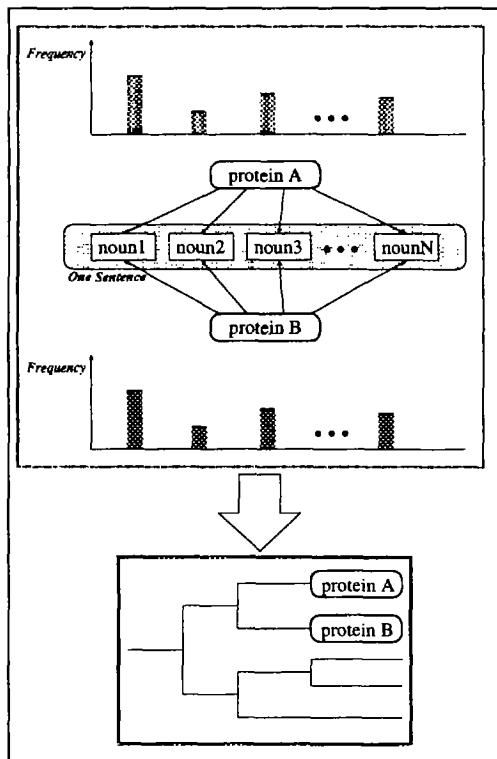 Frequency
protein A
noun1 noun2 noun3 nounN
One Sentence
protein B
Frequency
protein A
protein B